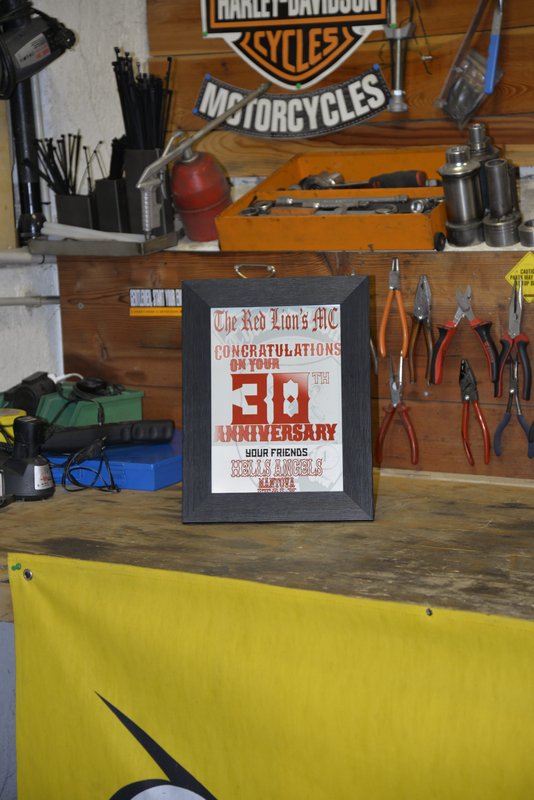 HARLEY-DAVIDSON
CYCLES
MOTORCYCLES
The Red Lion's MC
CONGRATULATIONS
ON YOUR
30TH
ANNIVERSARY
YOUR FRIENDS
HELLS ANGELS
MANTOVA